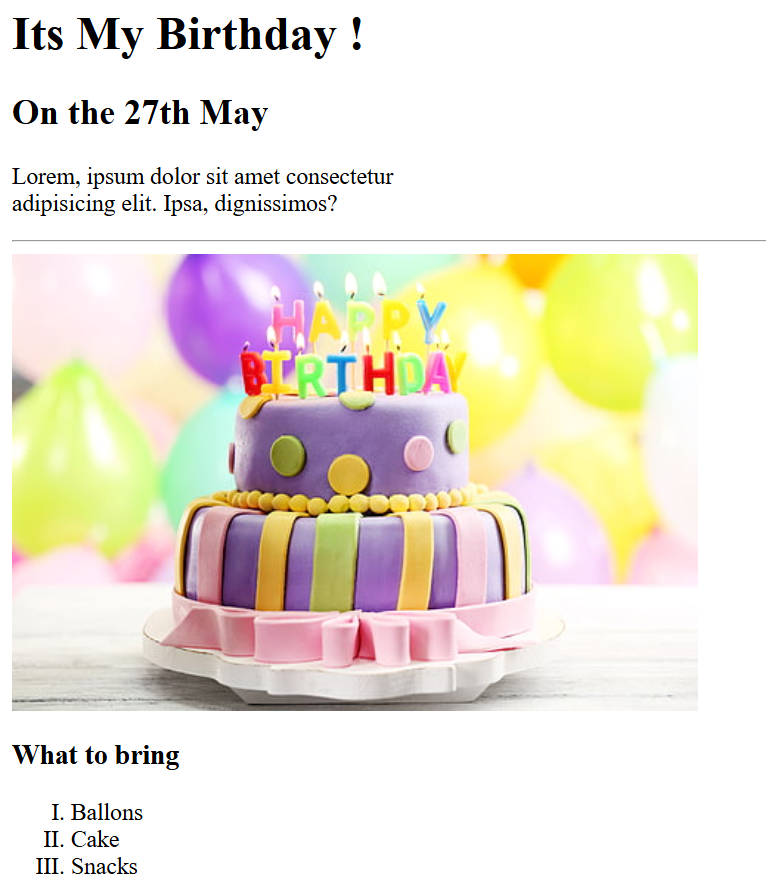 Its My Birthday !
On the 27th May
Lorem, ipsum dolor sit amet consectetur
adipisicing elit. Ipsa, dignissimos?
HAPPY
BIRTHDAY
What to bring
I. Ballons
II. Cake
III. Snacks